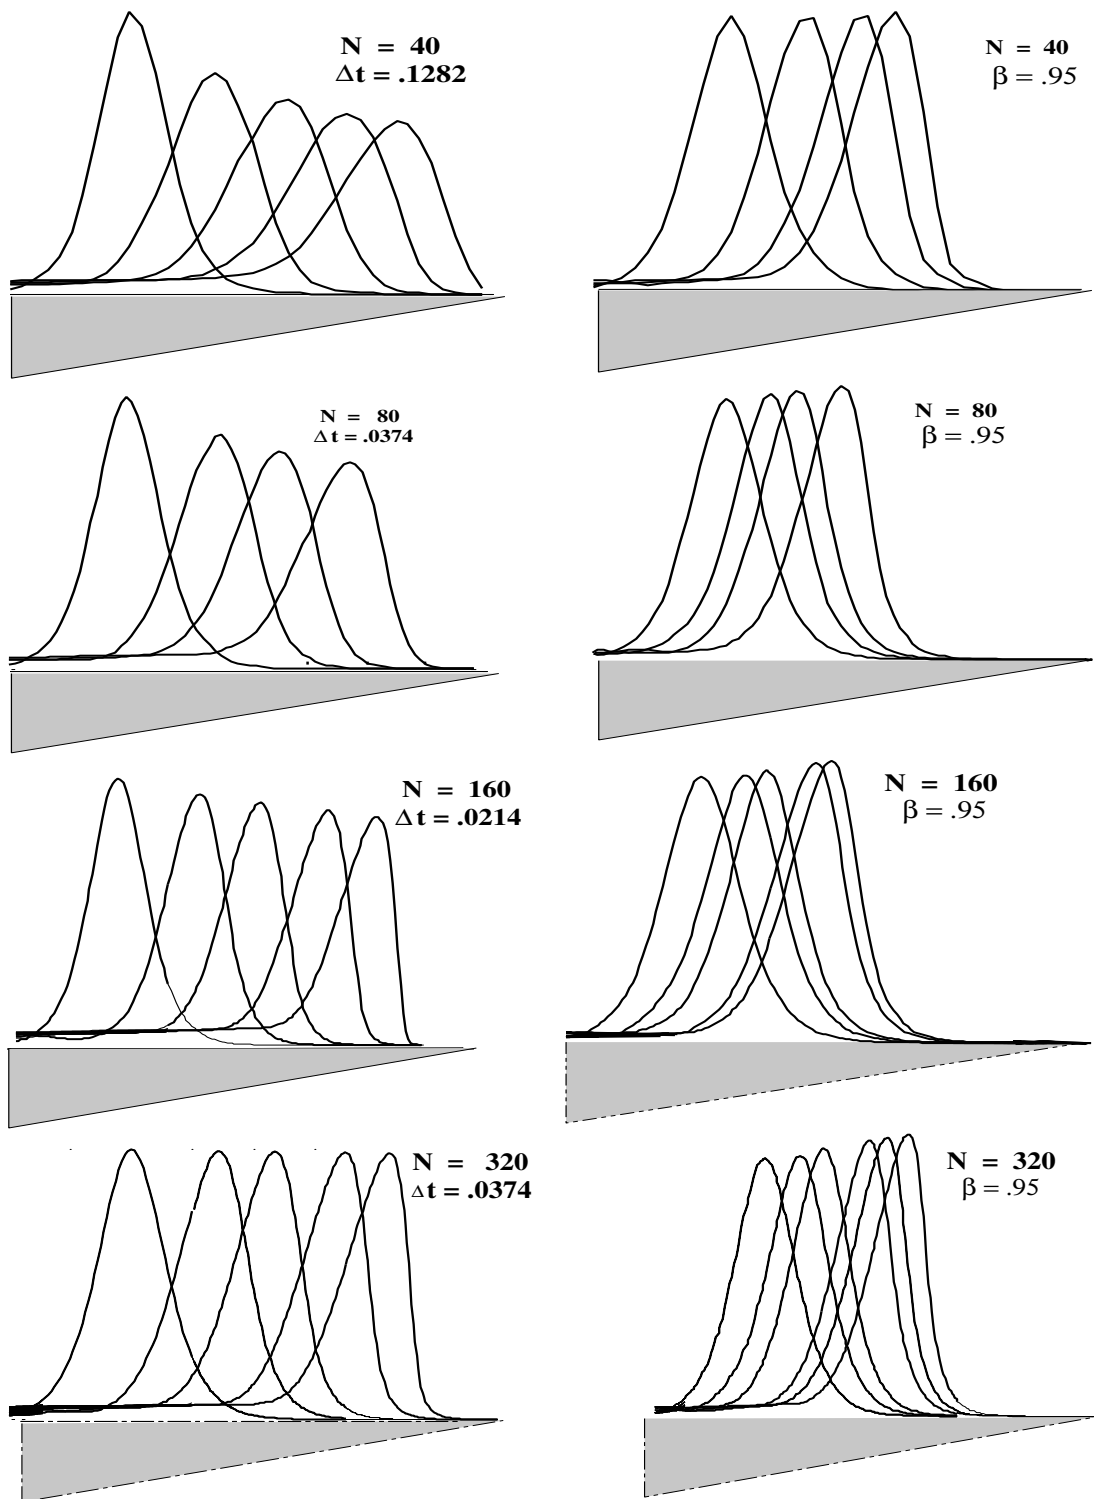 N = 40
Δt = .1282
N = 40
β = .95
N = 80
Δt = .0374
N = 80
β = .95
N = 160
Δt = .0214
N = 160
β = .95
N = 320
Δt = .0374
N = 320
β = .95